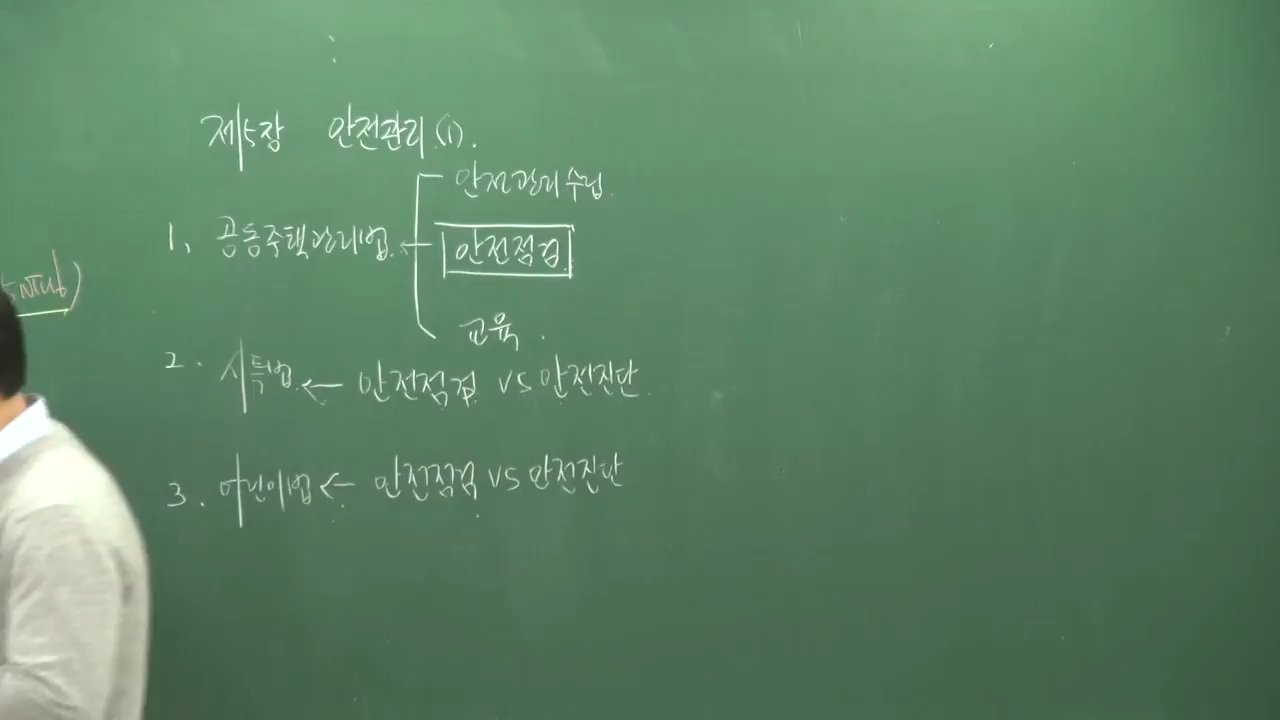 제5장 안전관리(1).
안전관리수립.
1, 공동주택관리법. 안전점검.
교육.
2. 시특법. ← 안전점검 vs 안전진단.
3. 어린이법 ← 안전점검 vs 안전진단